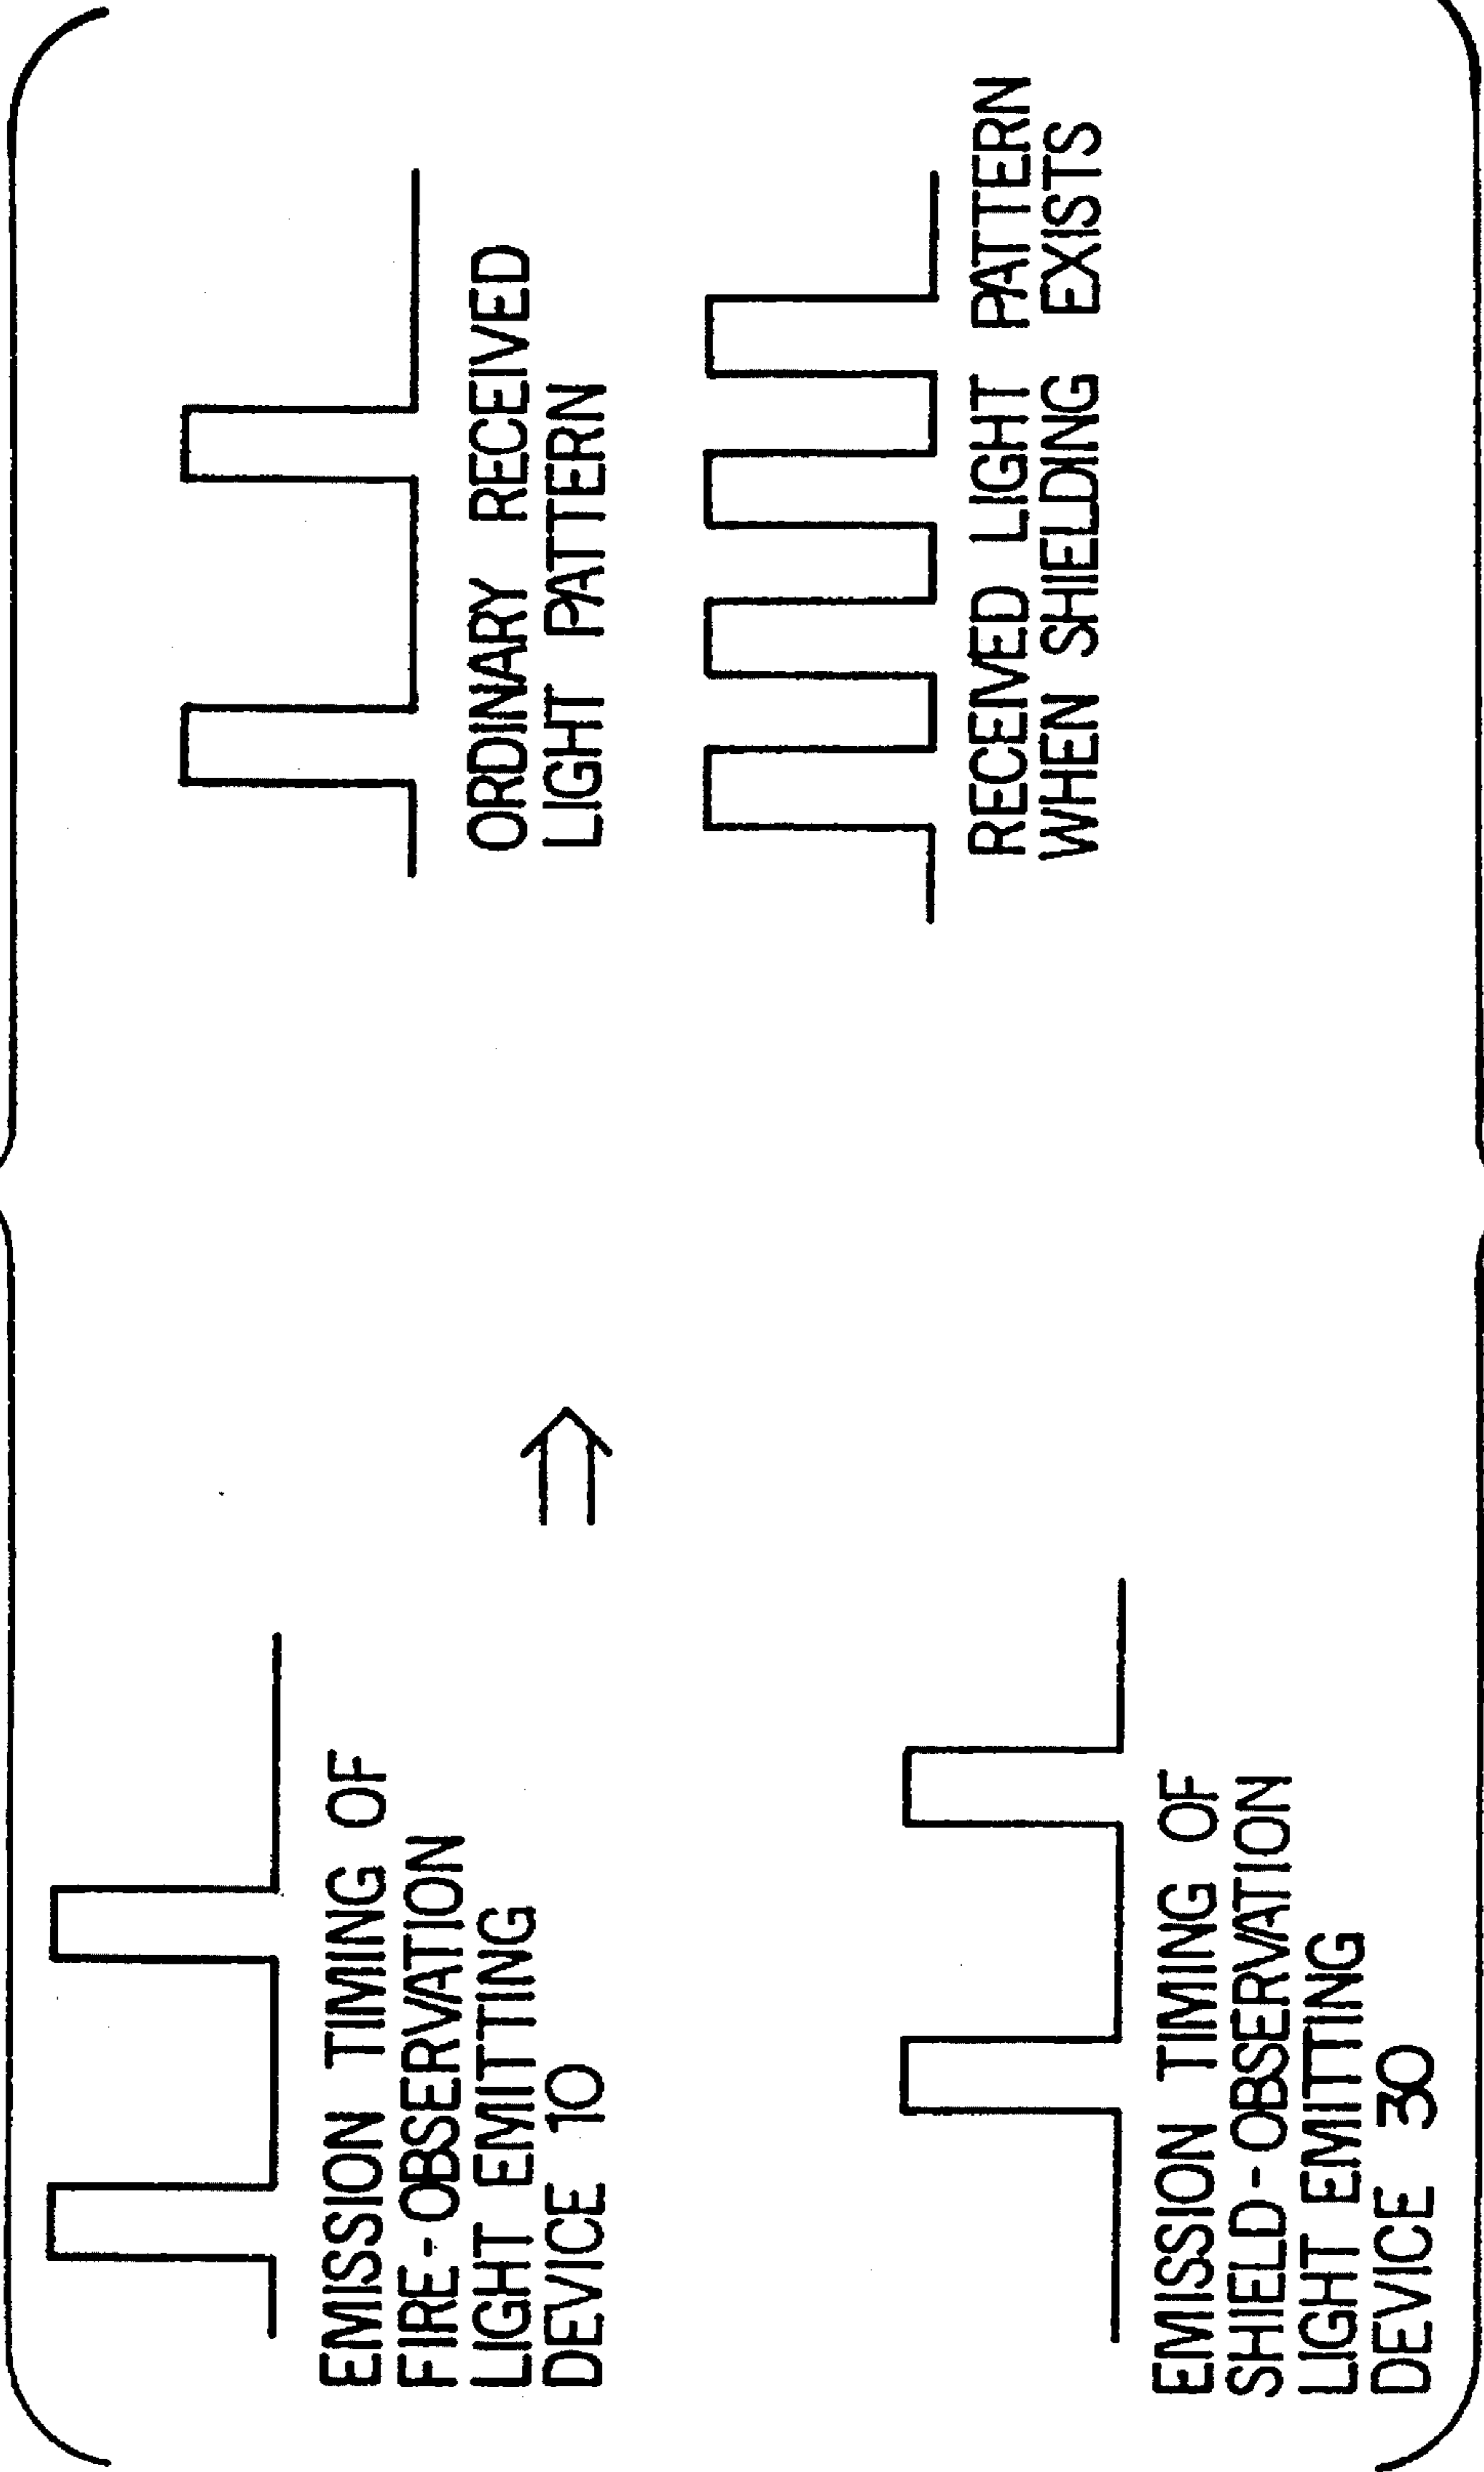 EMISSION TIMING OF
FIRE-OBSERVATION
LIGHT EMITTING
DEVICE 10
EMISSION TIMING OF
SHIELD-OBSERVATION
LIGHT EMITTING
DEVICE 30
ORDINARY RECEIVED
LIGHT PATTERN
RECEIVED LIGHT PATTERN
WHEN SHIELDING EXISTS